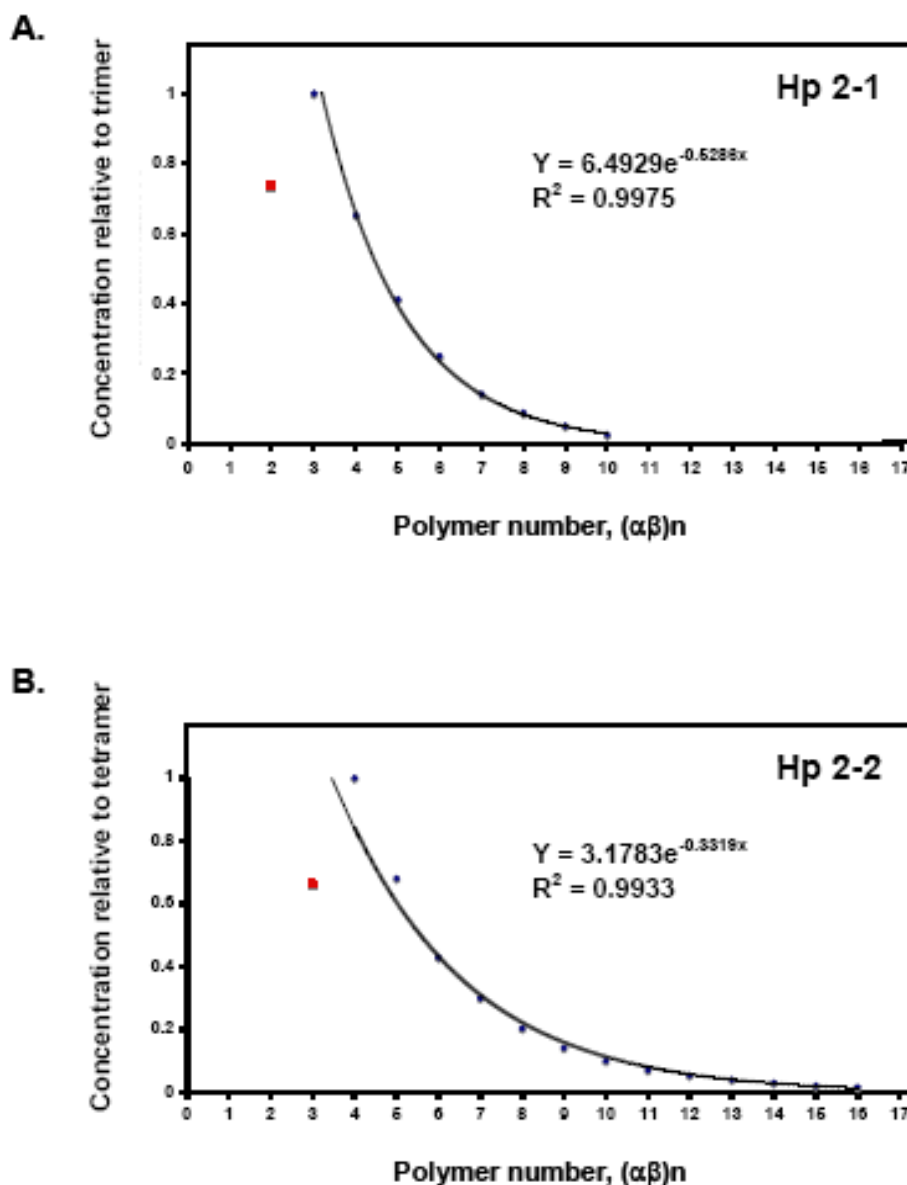 A.
Concentration relative to trimer
Hp 2-1
Y = 6.4929e^-0.5286x
R² = 0.9975
1
0.8
0.6
0.4
0.2
0
0 1 2 3 4 5 6 7 8 9 10 11 12 13 14 15 16 17
Polymer number, (αβ)n
B.
Concentration relative to tetramer
Hp 2-2
Y = 3.1783e^-0.3319x
R² = 0.9933
1
0.8
0.6
0.4
0.2
0
0 1 2 3 4 5 6 7 8 9 10 11 12 13 14 15 16 17
Polymer number, (αβ)n